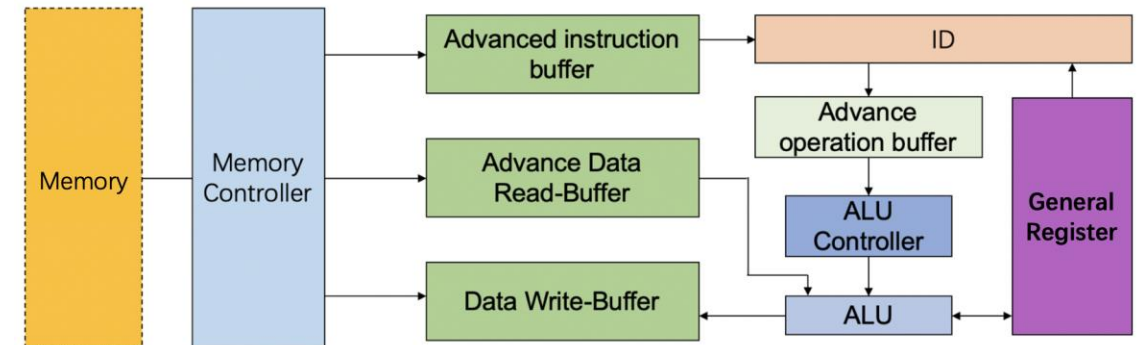 Memory
Memory
Controller
Advanced instruction
buffer
Advance Data
Read-Buffer
Data Write-Buffer
ID
Advance
operation buffer
ALU
Controller
ALU
General
Register